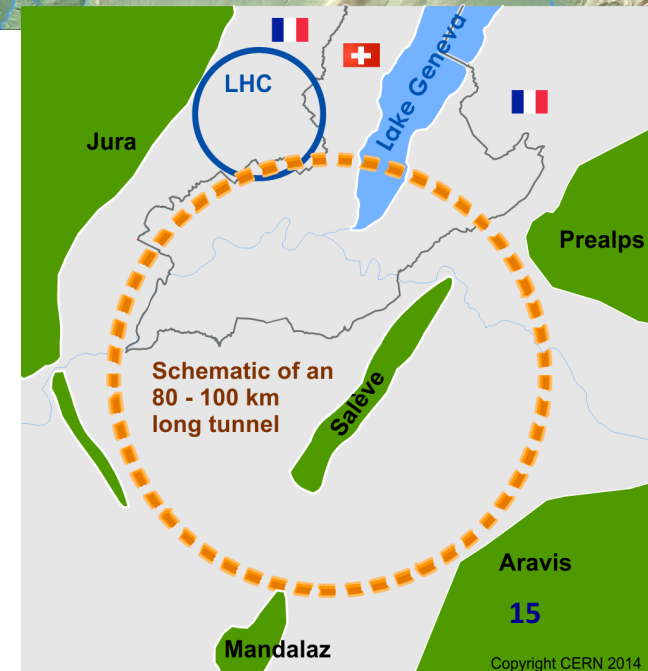 LHC
Lake Geneva
Jura
Prealps
Schematic of an
80 - 100 km
long tunnel
Salève
Aravis
15
Mandalaz
Copyright CERN 2014